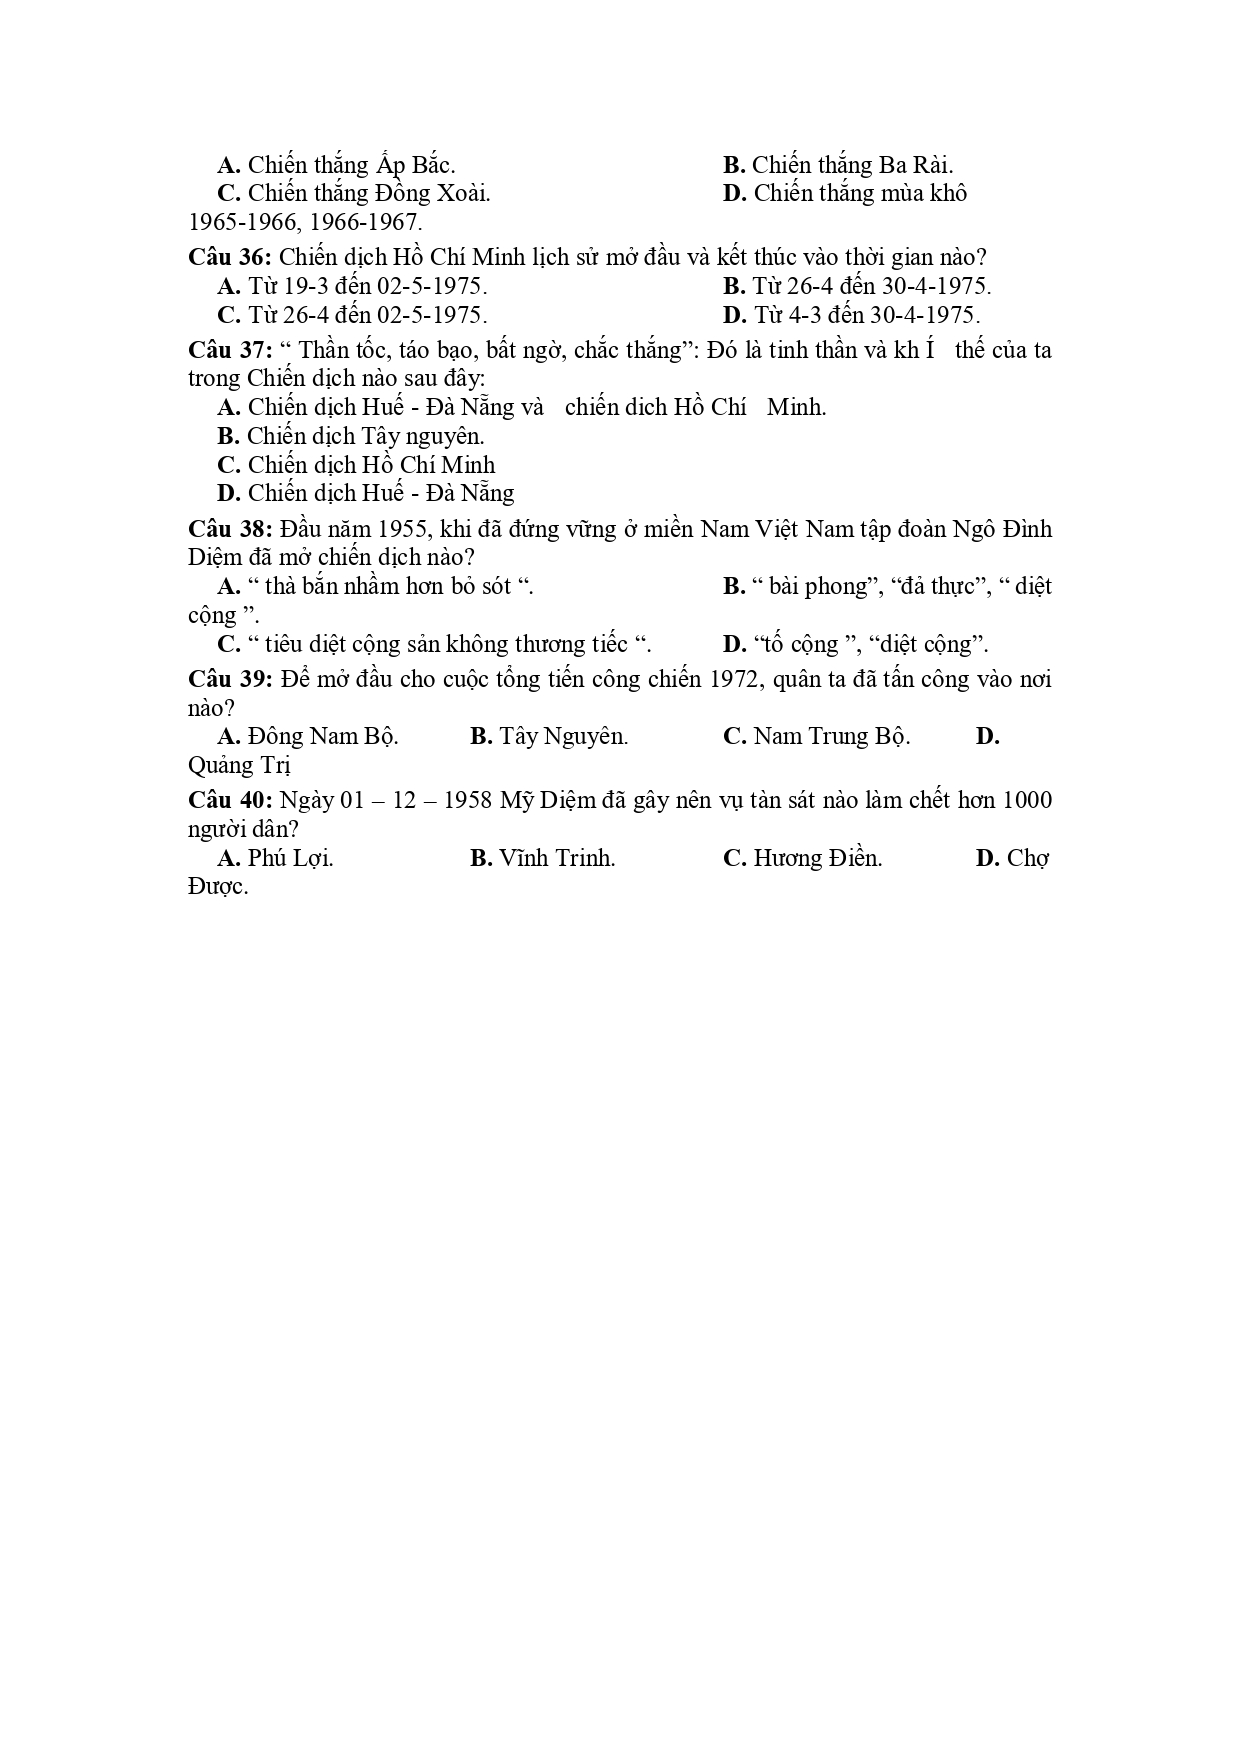 A. Chiến thắng Ấp Bắc. B. Chiến thắng Ba Rài.
C. Chiến thắng Đồng Xoài. D. Chiến thắng mùa khô
1965-1966, 1966-1967.
Câu 36: Chiến dịch Hồ Chí Minh lịch sử mở đầu và kết thúc vào thời gian nào?
A. Từ 19-3 đến 02-5-1975. B. Từ 26-4 đến 30-4-1975.
C. Từ 26-4 đến 02-5-1975. D. Từ 4-3 đến 30-4-1975.
Câu 37: “ Thần tốc, táo bạo, bất ngờ, chắc thắng”: Đó là tinh thần và kh Í thế của ta
trong Chiến dịch nào sau đây:
A. Chiến dịch Huế - Đà Nẵng và chiến dich Hồ Chí Minh.
B. Chiến dịch Tây nguyên.
C. Chiến dịch Hồ Chí Minh
D. Chiến dịch Huế - Đà Nẵng
Câu 38: Đầu năm 1955, khi đã đứng vững ở miền Nam Việt Nam tập đoàn Ngô Đình
Diệm đã mở chiến dịch nào?
A. “ thà bắn nhầm hơn bỏ sót “. B. “ bài phong”, “đả thực”, “ diệt
cộng ”.
C. “ tiêu diệt cộng sản không thương tiếc “. D. “tố cộng ”, “diệt cộng”.
Câu 39: Để mở đầu cho cuộc tổng tiến công chiến 1972, quân ta đã tấn công vào nơi
nào?
A. Đông Nam Bộ. B. Tây Nguyên. C. Nam Trung Bộ. D.
Quảng Trị
Câu 40: Ngày 01 – 12 – 1958 Mỹ Diệm đã gây nên vụ tàn sát nào làm chết hơn 1000
người dân?
A. Phú Lợi. B. Vĩnh Trinh. C. Hương Điền. D. Chợ
Được.